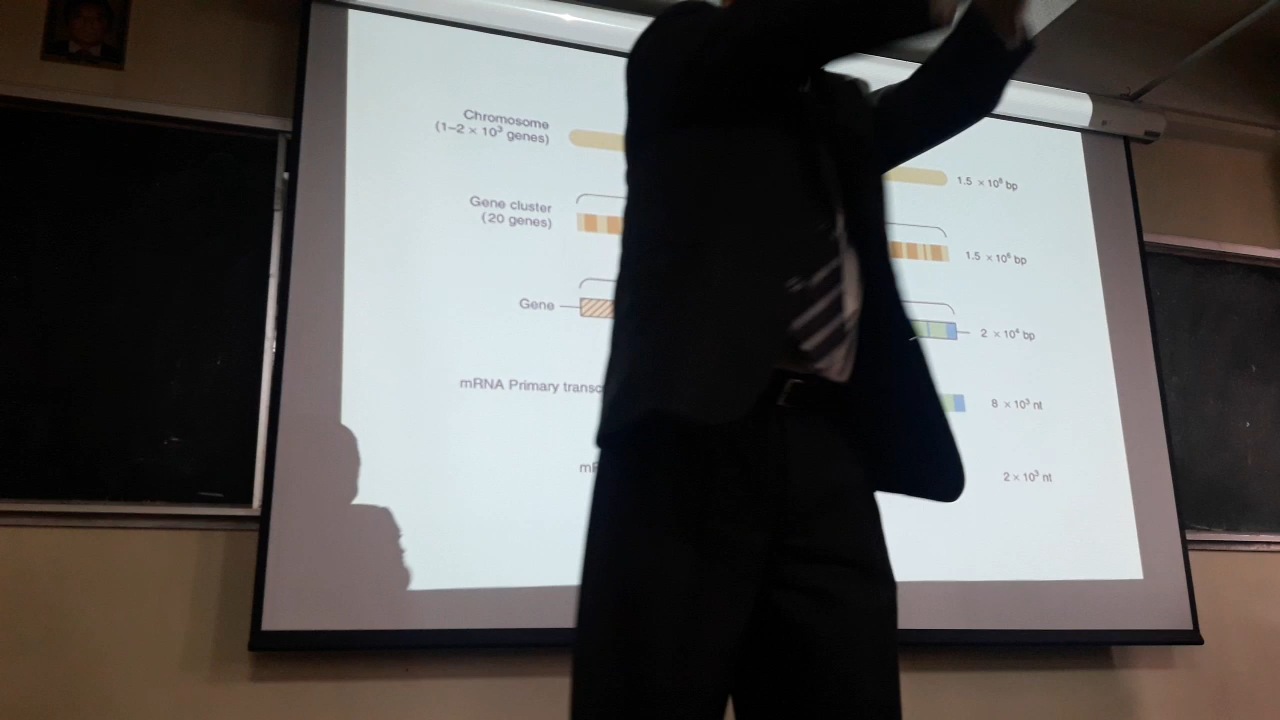 Chromosome
(1–2 × 10³ genes)
1.5 × 10⁸ bp
Gene cluster
(20 genes)
1.5 × 10⁶ bp
Gene
2 × 10⁴ bp
mRNA Primary transc
8 × 10³ nt
mR
2 × 10³ nt